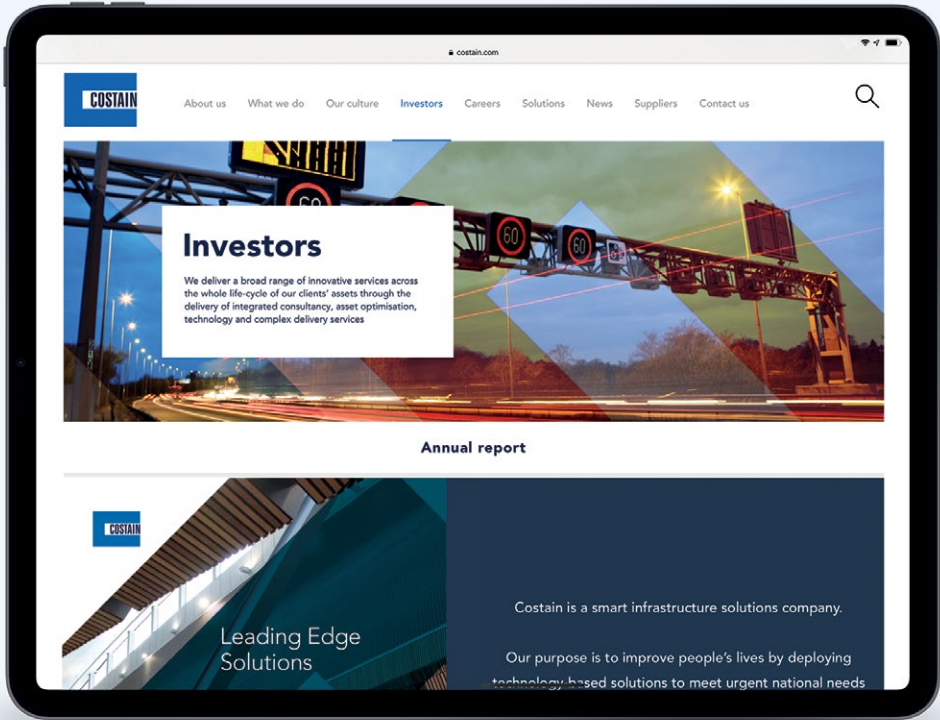 costain.com
COSTAIN
About us What we do Our culture Investors Careers Solutions News Suppliers Contact us
60
60 60
Investors
We deliver a broad range of innovative services across
the whole life-cycle of our clients' assets through the
delivery of integrated consultancy, asset optimisation,
technology and complex delivery services
Annual report
COSTAIN
Leading Edge
Solutions
Costain is a smart infrastructure solutions company.
Our purpose is to improve people's lives by deploying
technology-based solutions to meet urgent national needs